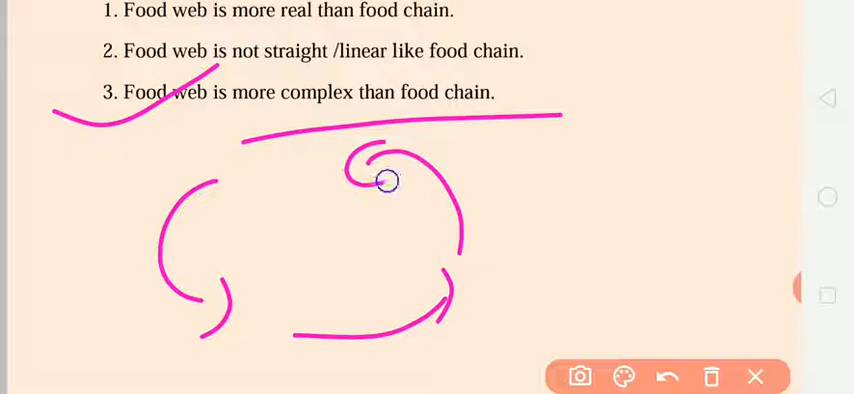 1. Food web is more real than food chain.
2. Food web is not straight /linear like food chain.
3. Food web is more complex than food chain.